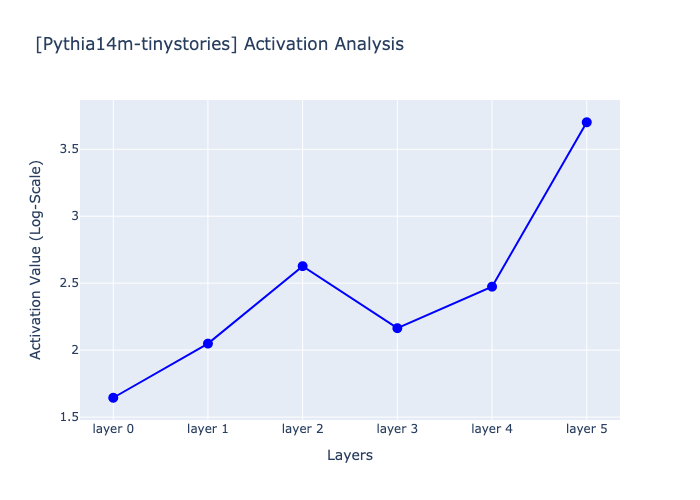 [Pythia14m-tinystories] Activation Analysis
Activation Value (Log-Scale)
3.5
3
2.5
2
1.5
layer 0 layer 1 layer 2 layer 3 layer 4 layer 5
Layers